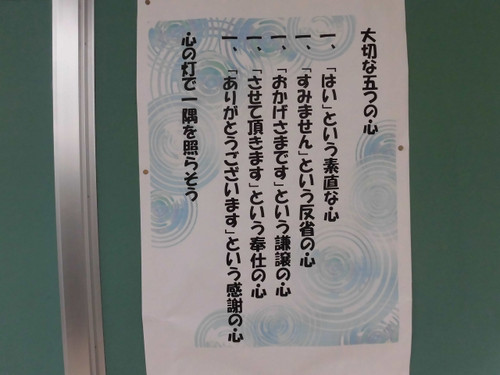 大切な五つの心
一、「はい」という素直な心
一、「すみません」という反省の心
一、「おかげさまです」という謙譲の心
一、「させて頂きます」という奉仕の心
一、「ありがとうございます」という感謝の心
心の灯で一隅を照らそう